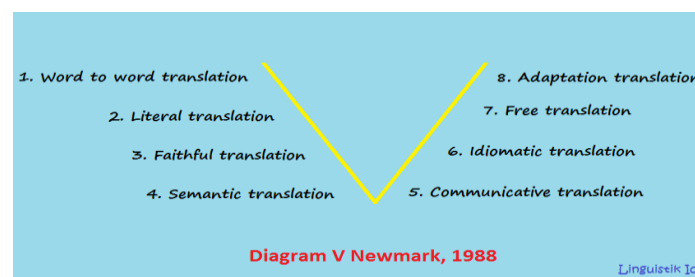 1. Word to word translation
2. Literal translation
3. Faithful translation
4. Semantic translation
8. Adaptation translation
7. Free translation
6. Idiomatic translation
5. Communicative translation
Diagram V Newmark, 1988
Linguistik Id